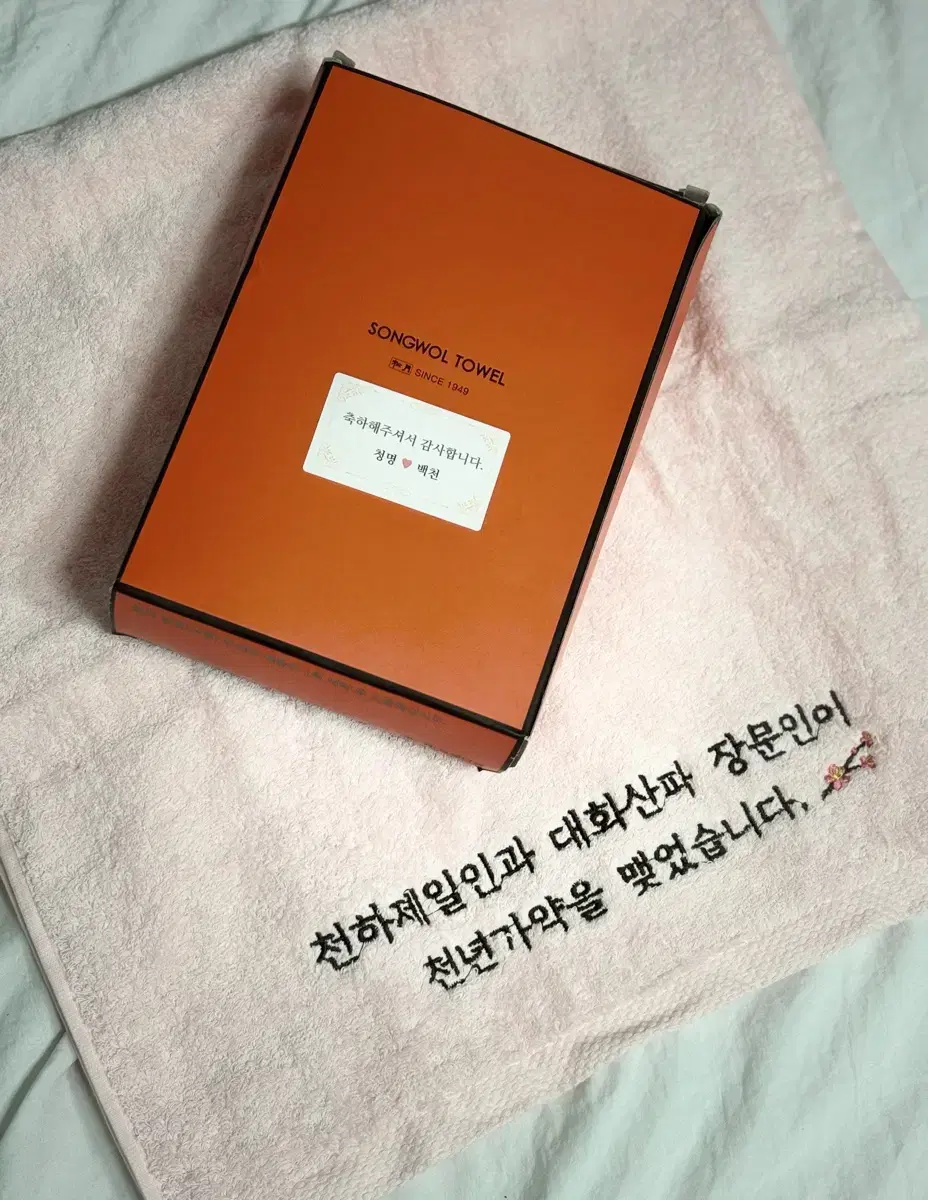 SONGWOL TOWEL
SINCE 1949
축하해주셔서 감사합니다.
청명 ♥ 백천
천하제일인과 대화산파 장문인이
천년가약을 맺었습니다.